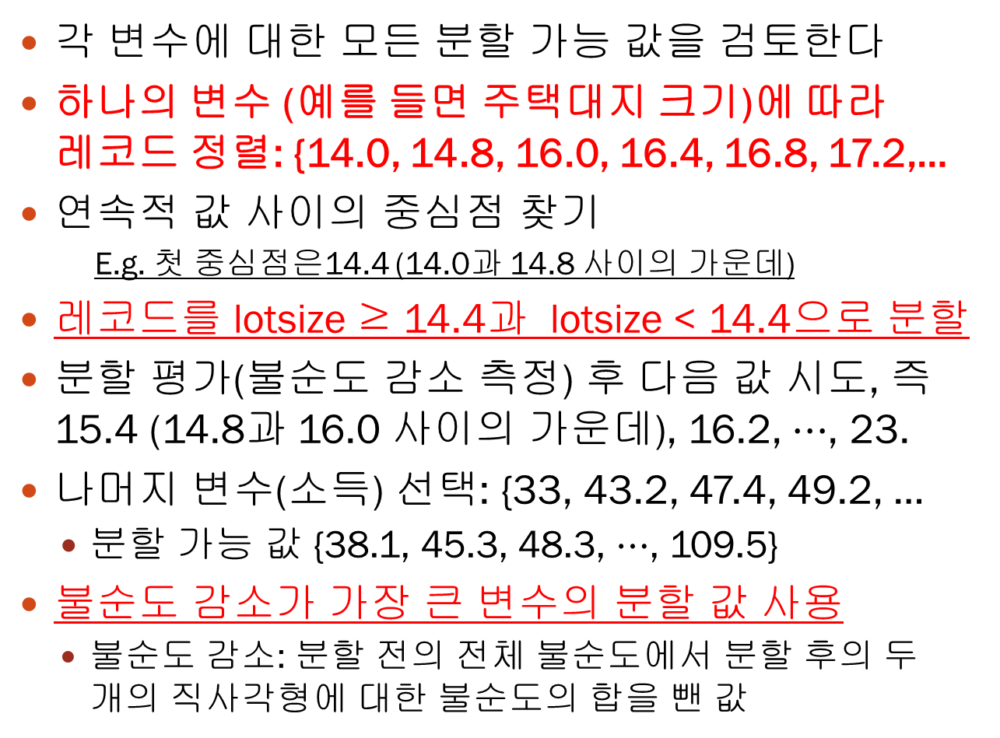 • 각 변수에 대한 모든 분할 가능 값을 검토한다
• 하나의 변수 (예를 들면 주택대지 크기)에 따라
레코드 정렬: {14.0, 14.8, 16.0, 16.4, 16.8, 17.2,...
• 연속적 값 사이의 중심점 찾기
E.g. 첫 중심점은14.4 (14.0과 14.8 사이의 가운데)
• 레코드를 lotsize ≥ 14.4과 lotsize < 14.4으로 분할
• 분할 평가(불순도 감소 측정) 후 다음 값 시도, 즉
15.4 (14.8과 16.0 사이의 가운데), 16.2, ⋯, 23.
• 나머지 변수(소득) 선택: {33, 43.2, 47.4, 49.2, ...
• 분할 가능 값 {38.1, 45.3, 48.3, ⋯, 109.5}
• 불순도 감소가 가장 큰 변수의 분할 값 사용
• 불순도 감소: 분할 전의 전체 불순도에서 분할 후의 두
개의 직사각형에 대한 불순도의 합을 뺀 값